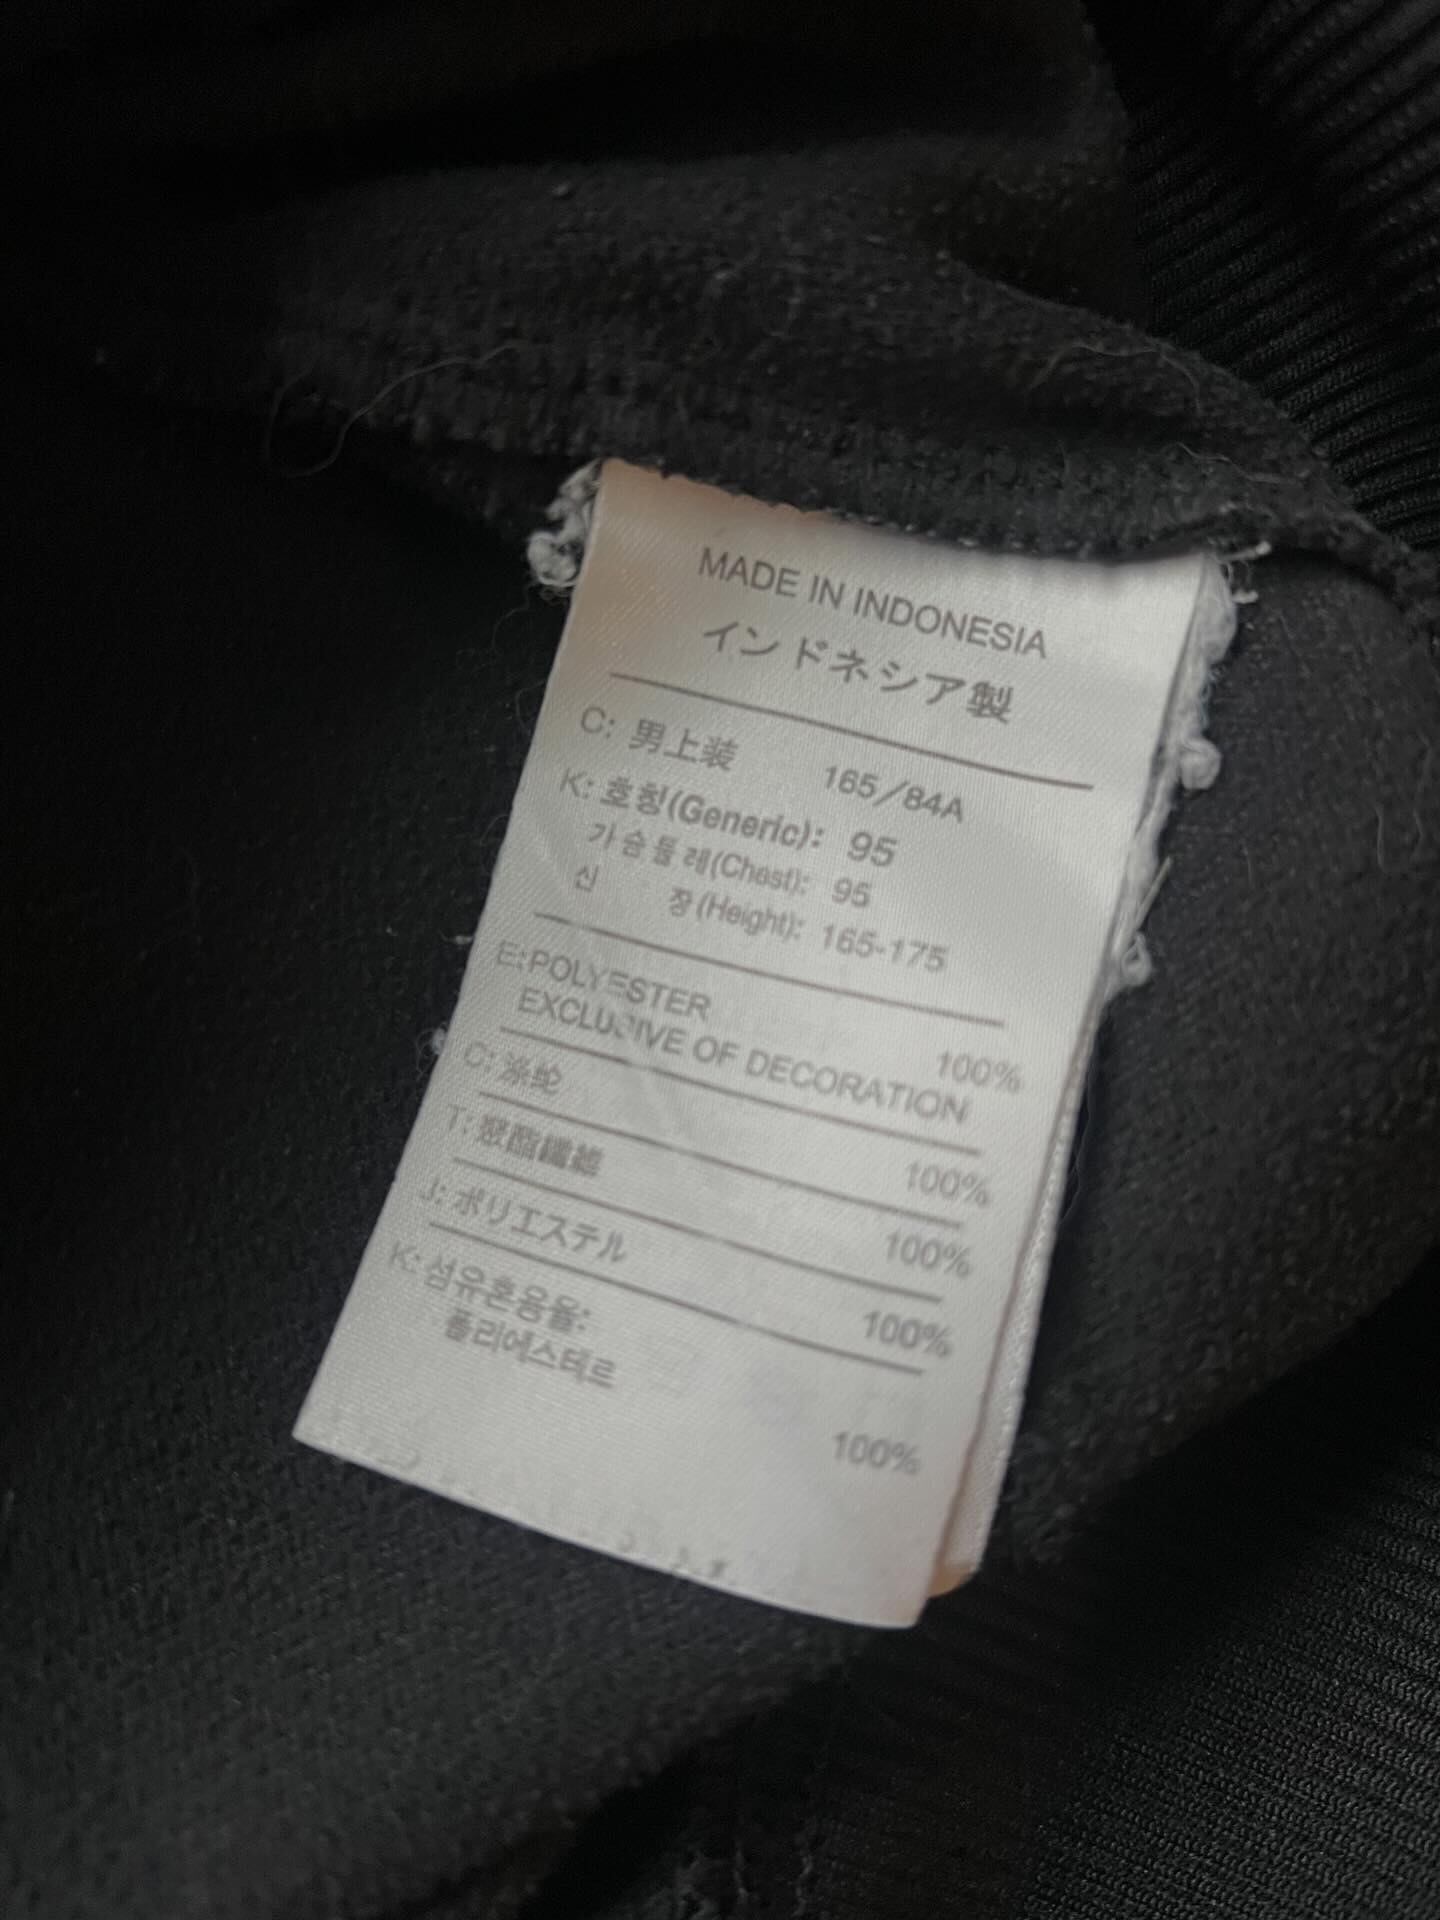 MADE IN INDONESIA
インドネシア製
C: 男上装 165/84A
K: 호칭(Generic): 95
가슴둘레(Chest): 95
신 장(Height): 165-175
E:POLYESTER 100%
EXCLUSIVE OF DECORATION
C: 涤纶 100%
T: 聚酯纖維 100%
J: ポリエステル 100%
K: 섬유혼용율:
폴리에스테르 100%